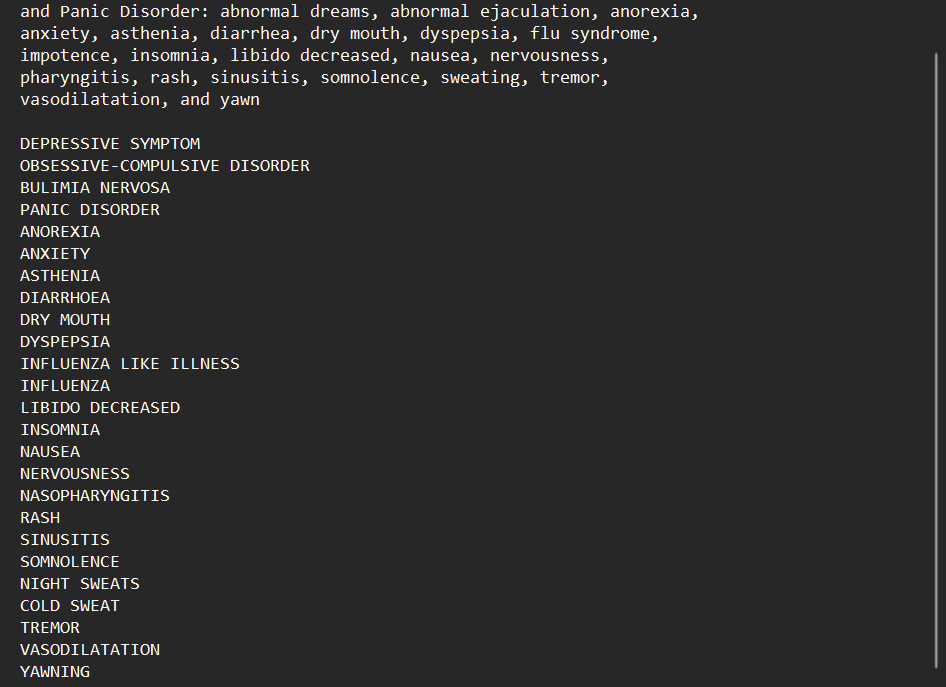 and Panic Disorder: abnormal dreams, abnormal ejaculation, anorexia,
anxiety, asthenia, diarrhea, dry mouth, dyspepsia, flu syndrome,
impotence, insomnia, libido decreased, nausea, nervousness,
pharyngitis, rash, sinusitis, somnolence, sweating, tremor,
vasodilatation, and yawn

DEPRESSIVE SYMPTOM
OBSESSIVE-COMPULSIVE DISORDER
BULIMIA NERVOSA
PANIC DISORDER
ANOREXIA
ANXIETY
ASTHENIA
DIARRHOEA
DRY MOUTH
DYSPEPSIA
INFLUENZA LIKE ILLNESS
INFLUENZA
LIBIDO DECREASED
INSOMNIA
NAUSEA
NERVOUSNESS
NASOPHARYNGITIS
RASH
SINUSITIS
SOMNOLENCE
NIGHT SWEATS
COLD SWEAT
TREMOR
VASODILATATION
YAWNING